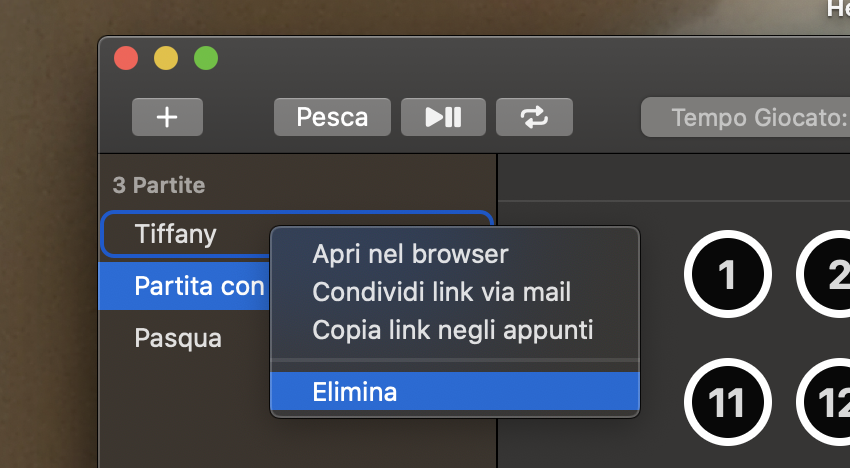 Pesca
Tempo Giocato:
3 Partite
Tiffany
Partita con
Pasqua
Apri nel browser
Condividi link via mail
Copia link negli appunti
Elimina
1
2
11
12